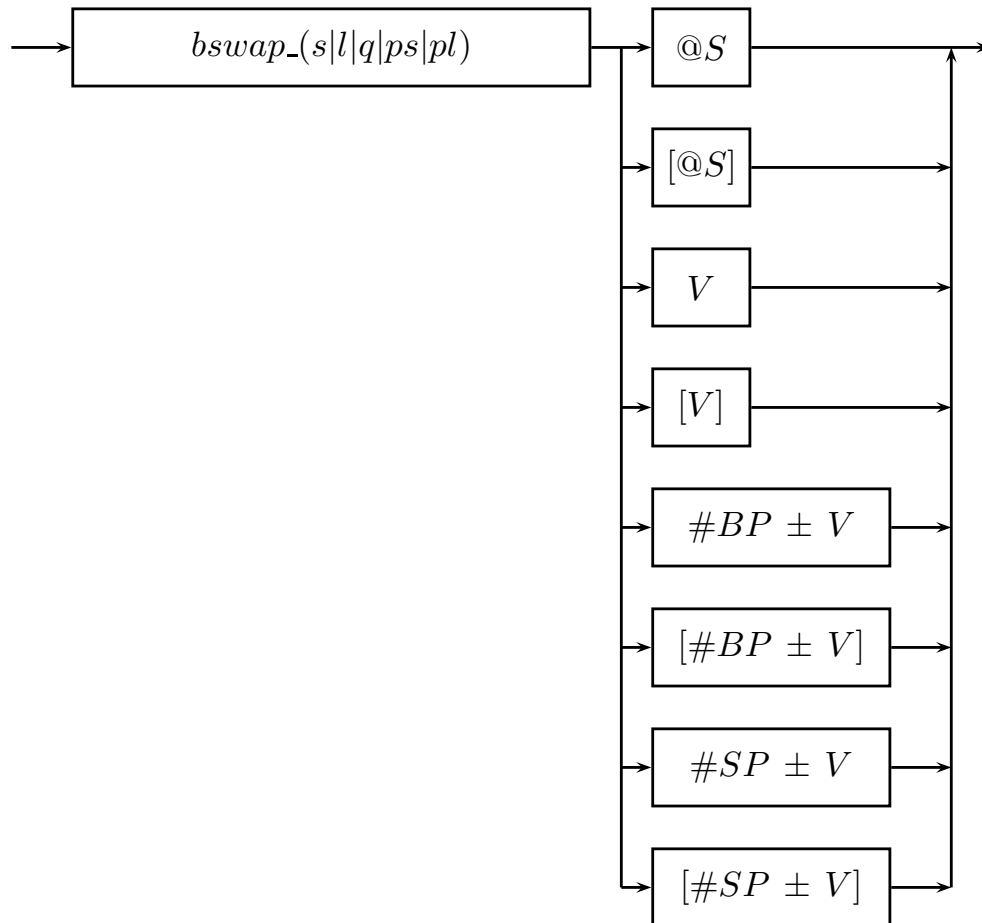 bswap_(s|l|q|ps|pl) @S
[@S]
V
[V]
#BP ± V
[#BP ± V]
#SP ± V
[#SP ± V]